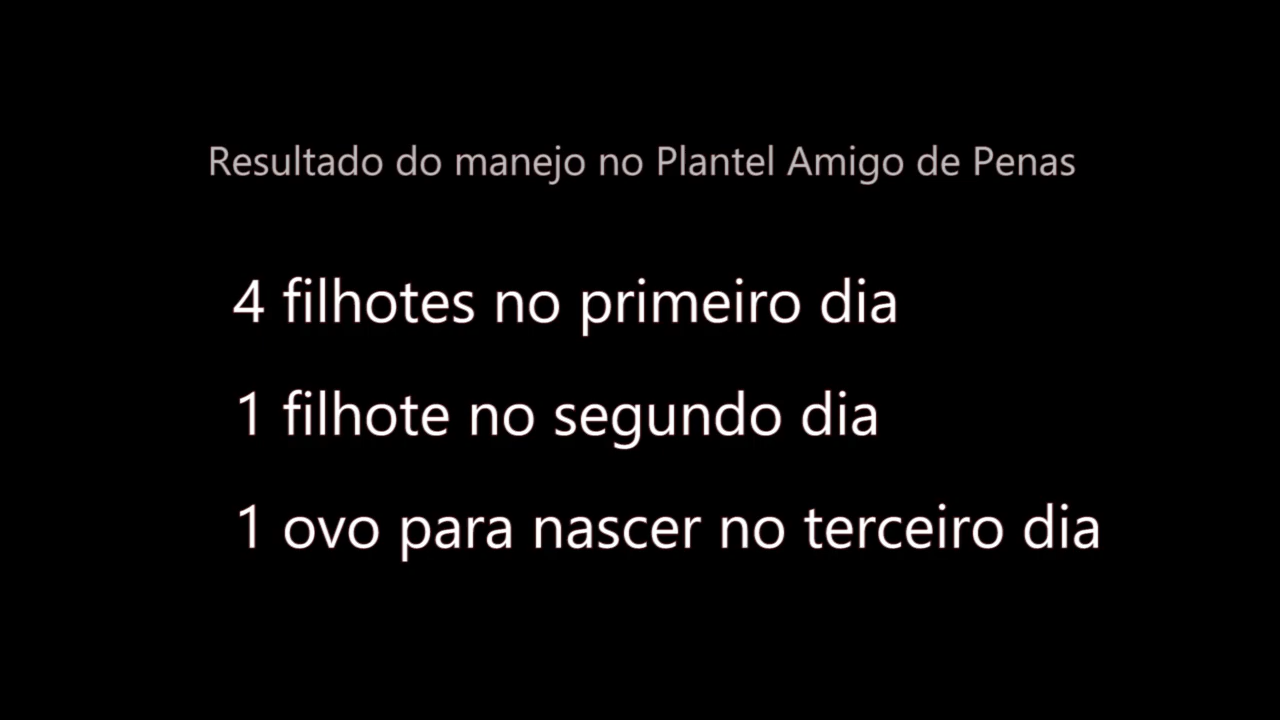 Resultado do manejo no Plantel Amigo de Penas
4 filhotes no primeiro dia
1 filhote no segundo dia
1 ovo para nascer no terceiro dia